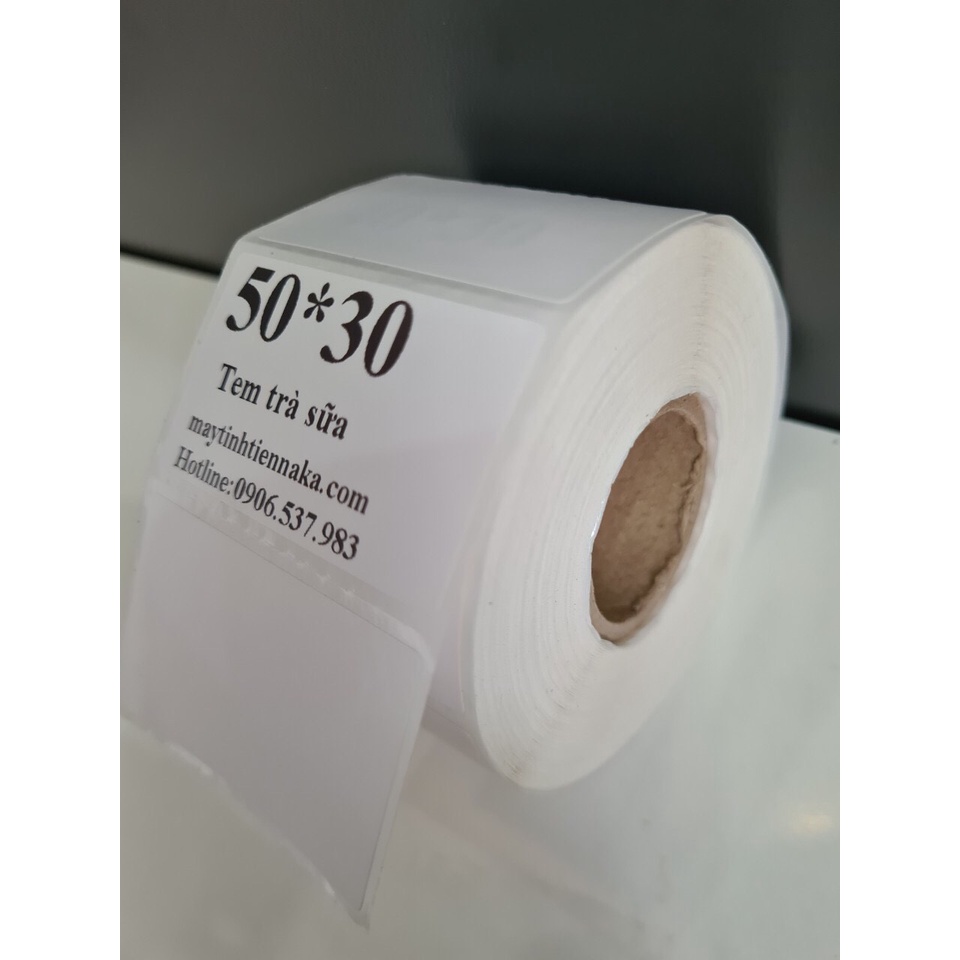 50*30
Tem trà sữa
maytinhtiennaka.com
Hotline:0906.537.983